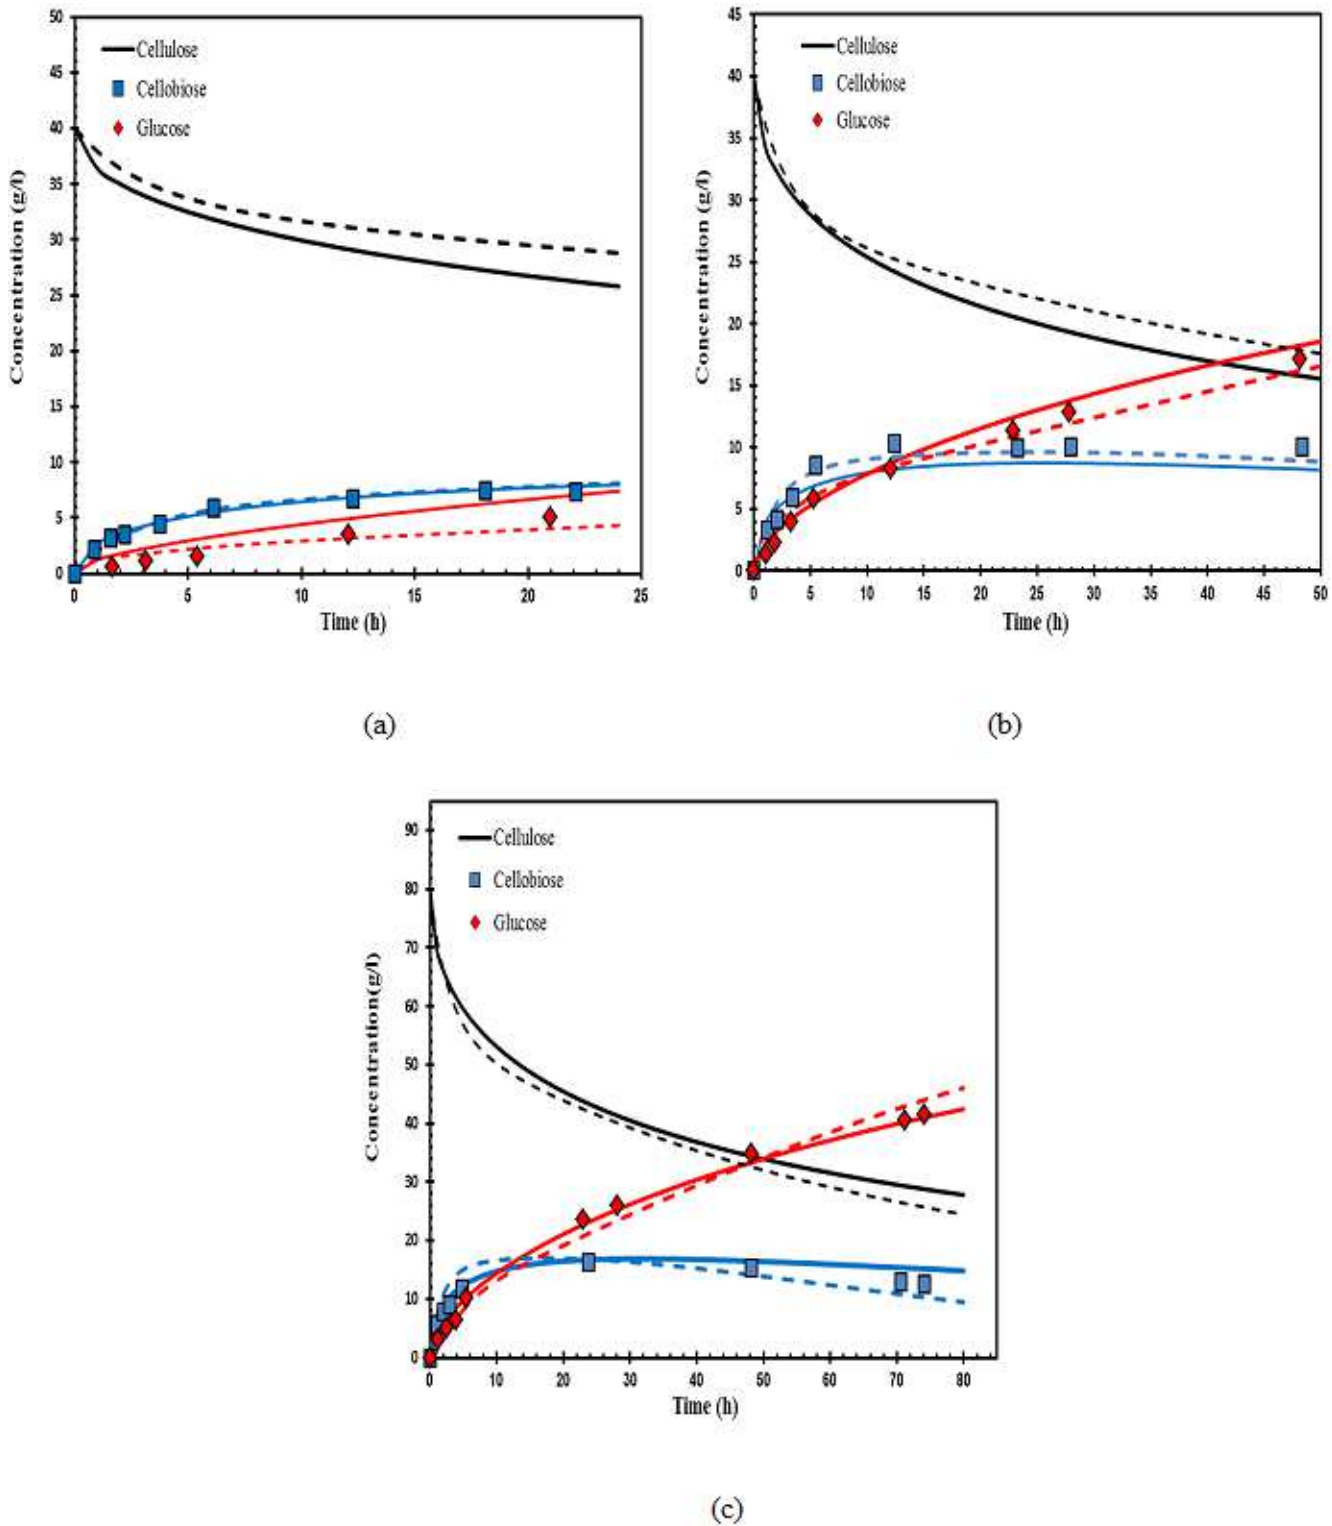 50
45
40
35
30
25
20
15
10
5
0
Concentration (g/l)
Cellulose
Cellobiose
Glucose
0 5 10 15 20 25
Time (h)
(a)
45
40
35
30
25
20
15
10
5
0
Concentration (g/l)
Cellulose
Cellobiose
Glucose
0 5 10 15 20 25 30 35 40 45 50
Time (h)
(b)
90
80
70
60
50
40
30
20
10
0
Concentration(g/l)
Cellulose
Cellobiose
Glucose
0 10 20 30 40 50 60 70 80
Time (h)
(c)